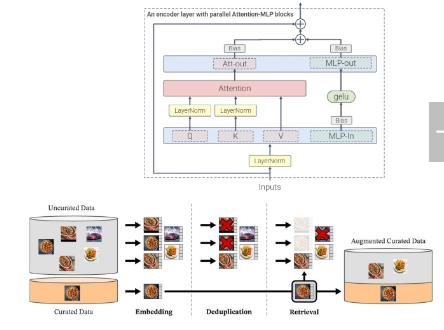 An encoder layer with parallel Attention-MLP blocks
Bias
Bias
Att-out
MLP-out
Attention
gelu
LayerNorm
LayerNorm
Bias
Q
K
V
MLP-in
LayerNorm
Inputs
Uncurated Data
Augmented Curated Data
Curated Data
Embedding
Deduplication
Retrieval